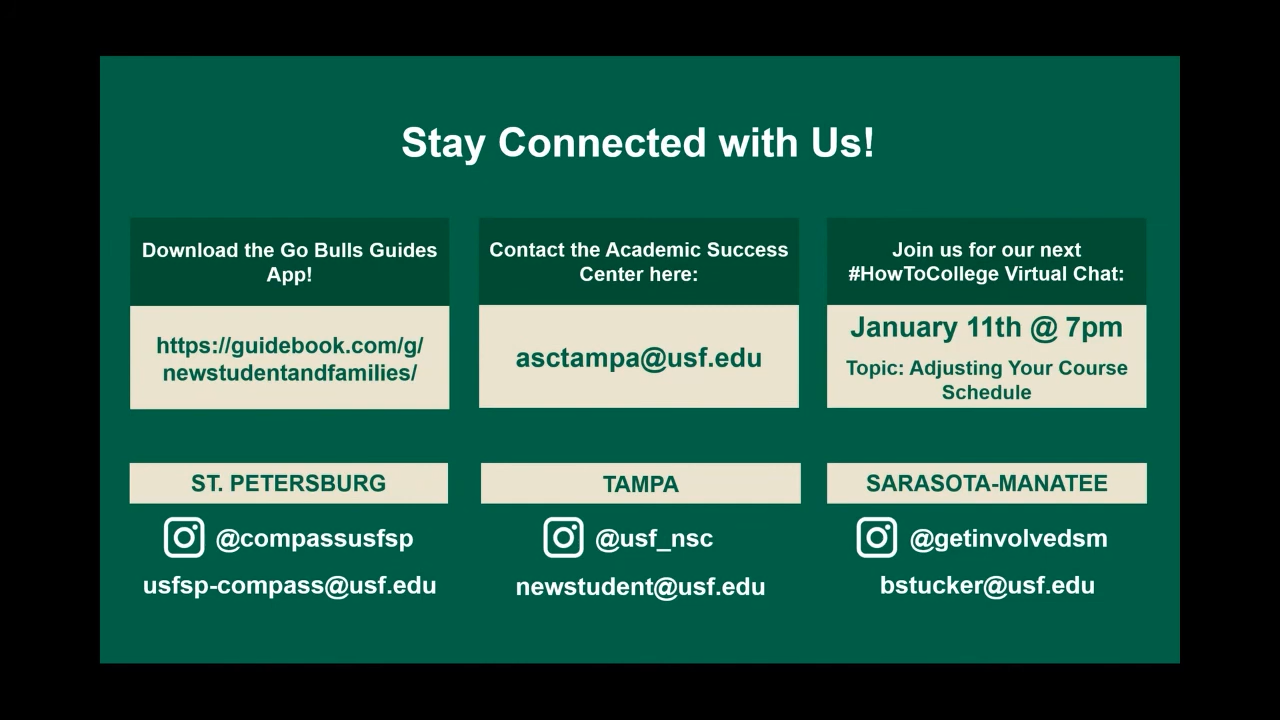 Stay Connected with Us!
Download the Go Bulls Guides
App!
https://guidebook.com/g/
newstudentandfamilies/
Contact the Academic Success
Center here:
asctampa@usf.edu
Join us for our next
#HowToCollege Virtual Chat:
January 11th @ 7pm
Topic: Adjusting Your Course
Schedule
ST. PETERSBURG
@compassusfsp
usfsp-compass@usf.edu
TAMPA
@usf_nsc
newstudent@usf.edu
SARASOTA-MANATEE
@getinvolvedsm
bstucker@usf.edu